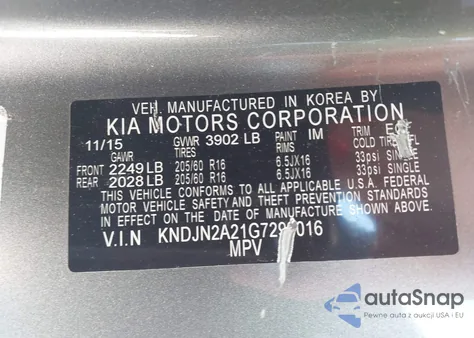 VEH. MANUFACTURED IN KOREA BY
KIA MOTORS CORPORATION
11/15 GVWR 3902 LB PAINT IM TRIM
GAWR TIRES RIMS COLD
FRONT 2249 LB 205/60 R16 6.5JX16 33psi SINGLE
REAR 2028 LB 205/60 R16 6.5JX16 33psi SINGLE
THIS VEHICLE CONFORMS TO ALL APPLICABLE U.S.A. FEDERAL
MOTOR VEHICLE SAFETY, BUMPER AND THEFT PREVENTION STANDARDS
IN EFFECT ON THE DATE OF MANUFACTURE SHOWN ABOVE.
V.I.N
MPV
autoSnap
Pewne auta z aukcji USA i EU